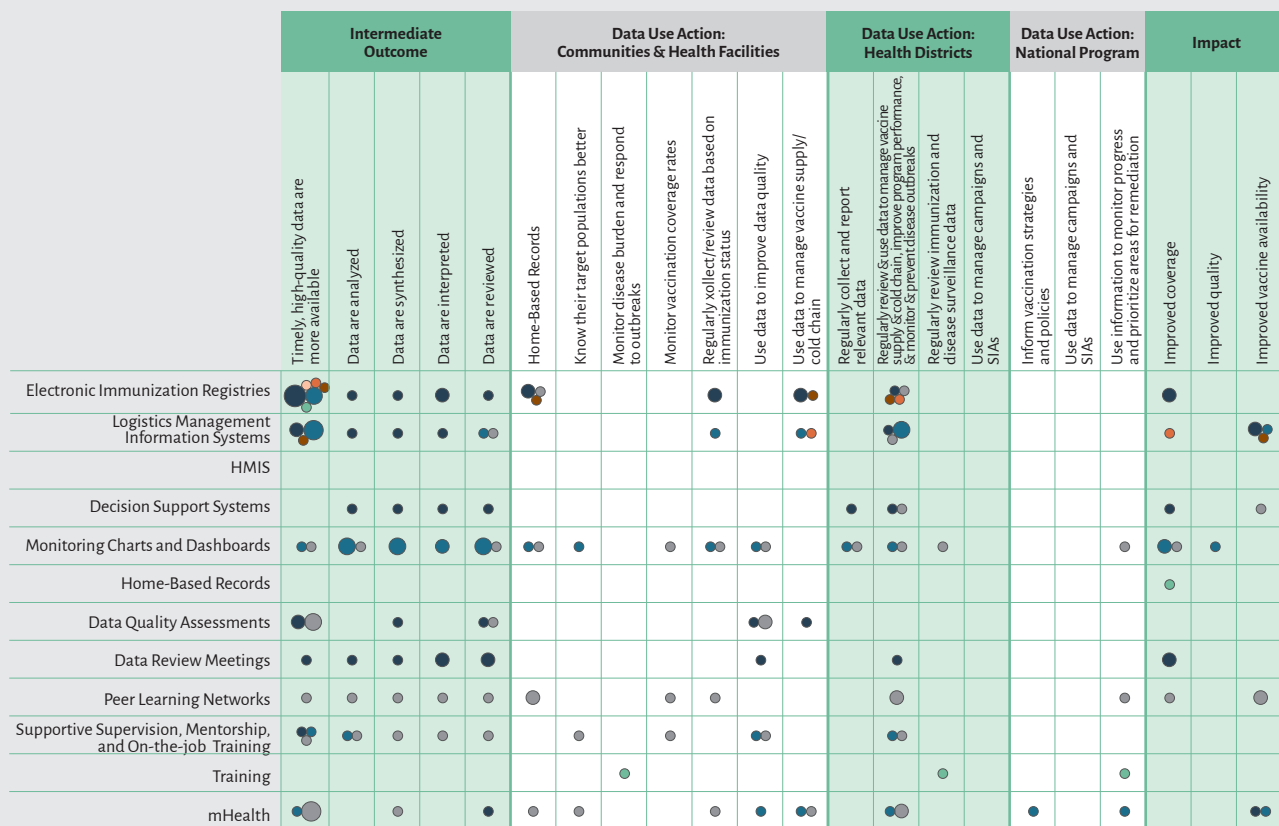 Intermediate
Outcome
Data Use Action:
Communities & Health Facilities
Data Use Action:
Health Districts
Data Use Action:
National Program
Impact
Timely, high-quality data are
more available
Data are analyzed
Data are synthesized
Data are interpreted
Data are reviewed
Home-Based Records
Know their target populations better
Monitor disease burden and respond
to outbreaks
Monitor vaccination coverage rates
Regularly xollect/review data based on
immunization status
Use data to improve data quality
Use data to manage vaccine supply/
cold chain
Regularly collect and report
relevant data
Regularly review & use data to manage vaccine
supply & cold chain, improve program performance,
& monitor & prevent disease outbreaks
Regularly review immunization and
disease surveillance data
Use data to manage campaigns and
SIAs
Inform vaccination strategies
and policies
Use data to manage campaigns and
SIAs
Use information to monitor progress
and prioritize areas for remediation
Improved coverage
Improved quality
Improved vaccine availability
Electronic Immunization Registries
Logistics Management
Information Systems
HMIS
Decision Support Systems
Monitoring Charts and Dashboards
Home-Based Records
Data Quality Assessments
Data Review Meetings
Peer Learning Networks
Supportive Supervision, Mentorship,
and On-the-job Training
Training
mHealth